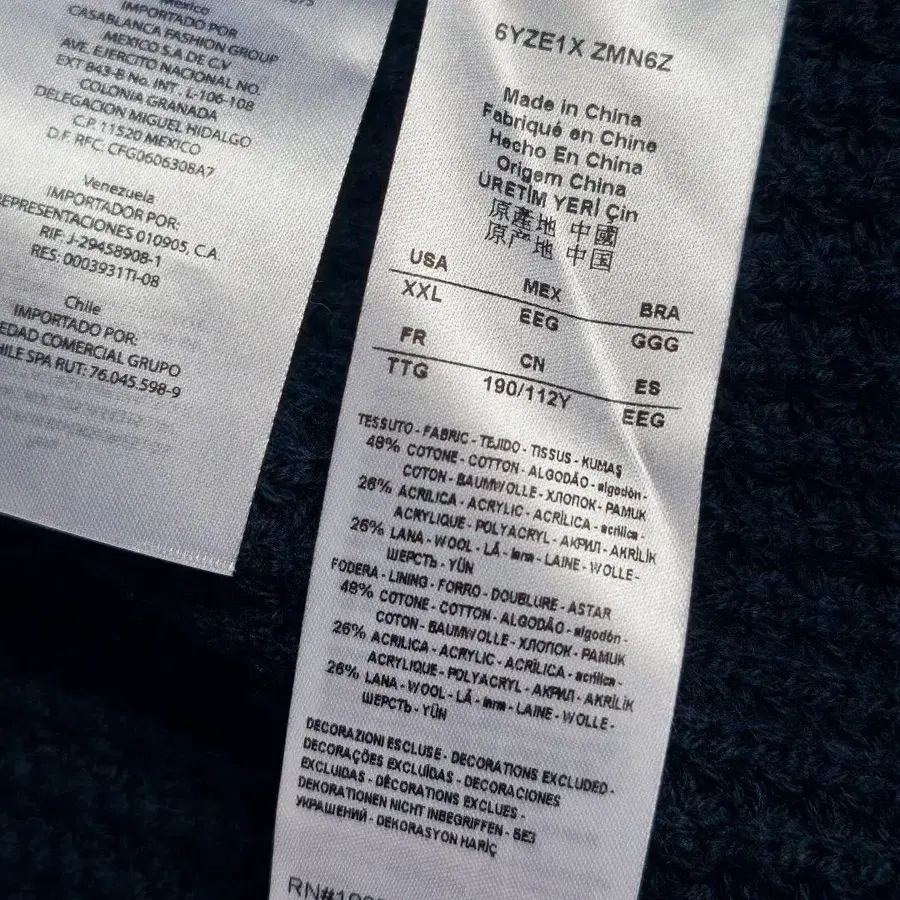 México
IMPORTADO POR
CASABLANCA FASHION GROUP
MEXICO S.A DE C.V
AVE. EJERCITO NACIONAL NO.
EXT 843-B No. INT. L-106-108
COLONIA GRANADA
DELEGACION MIGUEL HIDALGO
C.P. 11520 MEXICO
D.F. RFC: CFG0606308A7
Venezuela
IMPORTADOR POR:
REPRESENTACIONES 010905, C.A.
RIF: J-29458908-1
RES: 0003931TI-08
Chile
IMPORTADO POR:
EDAD COMERCIAL GRUPO
ILE SPA RUT: 76.045.598-9
6YZE1X ZMN6Z
Made in China
Fabriqué en Chine
Hecho En China
Origem China
ÜRETİM YERİ Çin
原產地 中國
原产地 中国
USA MEX BRA
XXL EEG GGG
FR CN ES
TTG 190/112Y EEG
TESSUTO - FABRIC - TEJIDO - TISSUS - KUMAŞ
48% COTONE - COTTON - ALGODÃO - algodón -
COTON - BAUMWOLLE - ХЛОПОК - PAMUK
26% ACRILICA - ACRYLIC - ACRÍLICA - acrílica -
ACRYLIQUE - POLYACRYL - АКРИЛ - AKRİLİK
26% LANA - WOOL - LÃ - lana - LAINE - WOLLE -
ШЕРСТЬ - YÜN
FODERA - LINING - FORRO - DOUBLURE - ASTAR
48% COTONE - COTTON - ALGODÃO - algodón -
COTON - BAUMWOLLE - ХЛОПОК - PAMUK
26% ACRILICA - ACRYLIC - ACRÍLICA - acrílica -
ACRYLIQUE - POLYACRYL - АКРИЛ - AKRİLİK
26% LANA - WOOL - LÃ - lana - LAINE - WOLLE -
ШЕРСТЬ - YÜN
DECORAZIONI ESCLUSE - DECORATIONS EXCLUDED -
DECORAÇÕES EXCLUÍDAS - DECORACIONES
EXCLUIDAS - DÉCORATIONS EXCLUES -
DEKORATIONEN NICHT INBEGRIFFEN - БЕЗ
УКРАШЕНИЙ - DEKORASYON HARİÇ